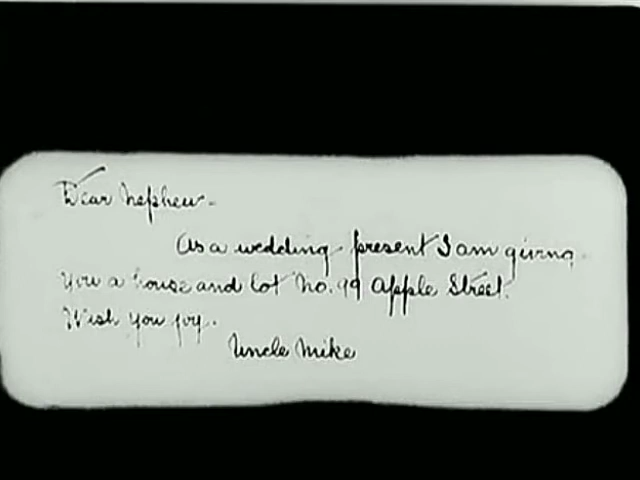 Dear Nephew-
As a wedding present I am giving
you a house and lot No. 99 Apple Street.
Wish you joy.
Uncle Mike